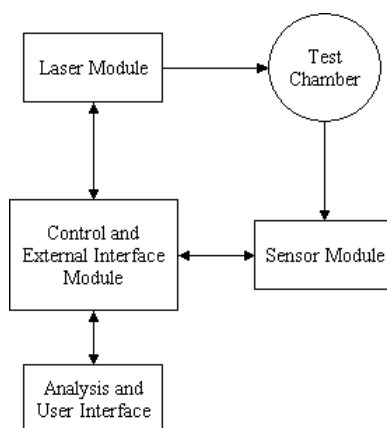 Laser Module
Test
Chamber
Control and
External Interface
Module
Sensor Module
Analysis and
User Interface